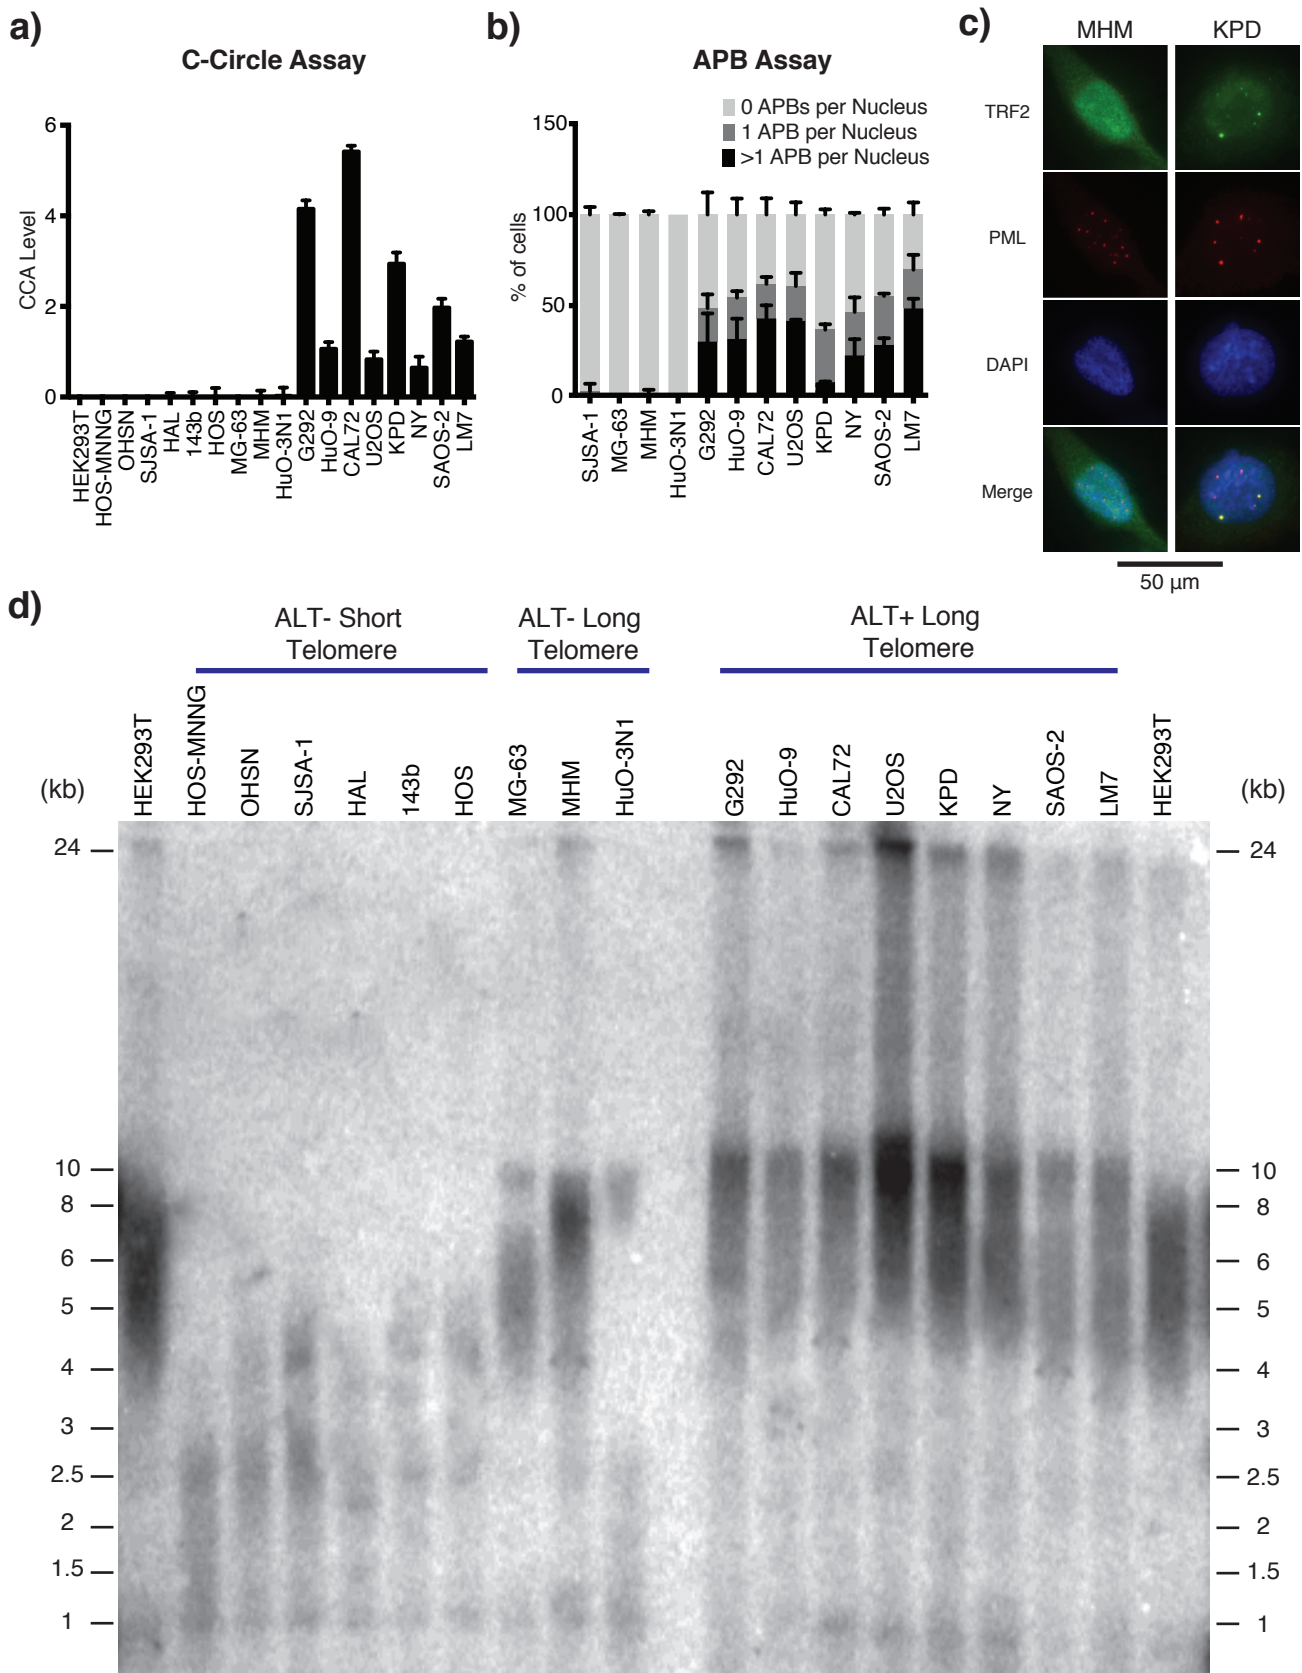 a)
C-Circle Assay
CCA Level
6
4
2
0
HEK293T
HOS-MNNG
OHSN
SJSA-1
HAL
143b
HOS
MG-63
MHM
HuO-3N1
G292
HuO-9
CAL72
U2OS
KPD
NY
SAOS-2
LM7
b)
APB Assay
0 APBs per Nucleus
1 APB per Nucleus
>1 APB per Nucleus
% of cells
150
100
50
0
SJSA-1
MG-63
MHM
HuO-3N1
G292
HuO-9
CAL72
U2OS
KPD
NY
SAOS-2
LM7
c)
MHM KPD
TRF2
PML
DAPI
Merge
50 µm
d)
ALT- Short
Telomere
ALT- Long
Telomere
ALT+ Long
Telomere
(kb)
HEK293T
HOS-MNNG
OHSN
SJSA-1
HAL
143b
HOS
MG-63
MHM
HuO-3N1
G292
HuO-9
CAL72
U2OS
KPD
NY
SAOS-2
LM7
HEK293T
(kb)
24 24
10 10
8 8
6 6
5 5
4 4
3 3
2.5 2.5
2 2
1.5 1.5
1 1